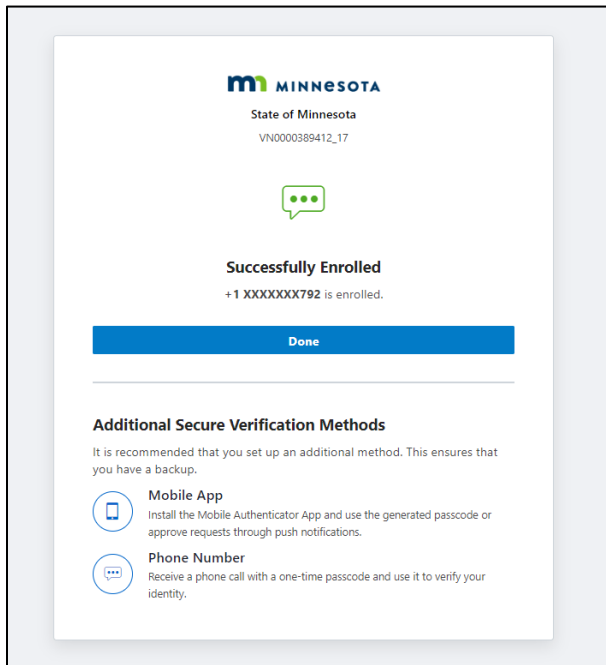 mn MINNESOTA
State of Minnesota
VN0000389412_17
Successfully Enrolled
+1 XXXXXXX792 is enrolled.
Done
Additional Secure Verification Methods
It is recommended that you set up an additional method. This ensures that
you have a backup.
Mobile App
Install the Mobile Authenticator App and use the generated passcode or
approve requests through push notifications.
Phone Number
Receive a phone call with a one-time passcode and use it to verify your
identity.